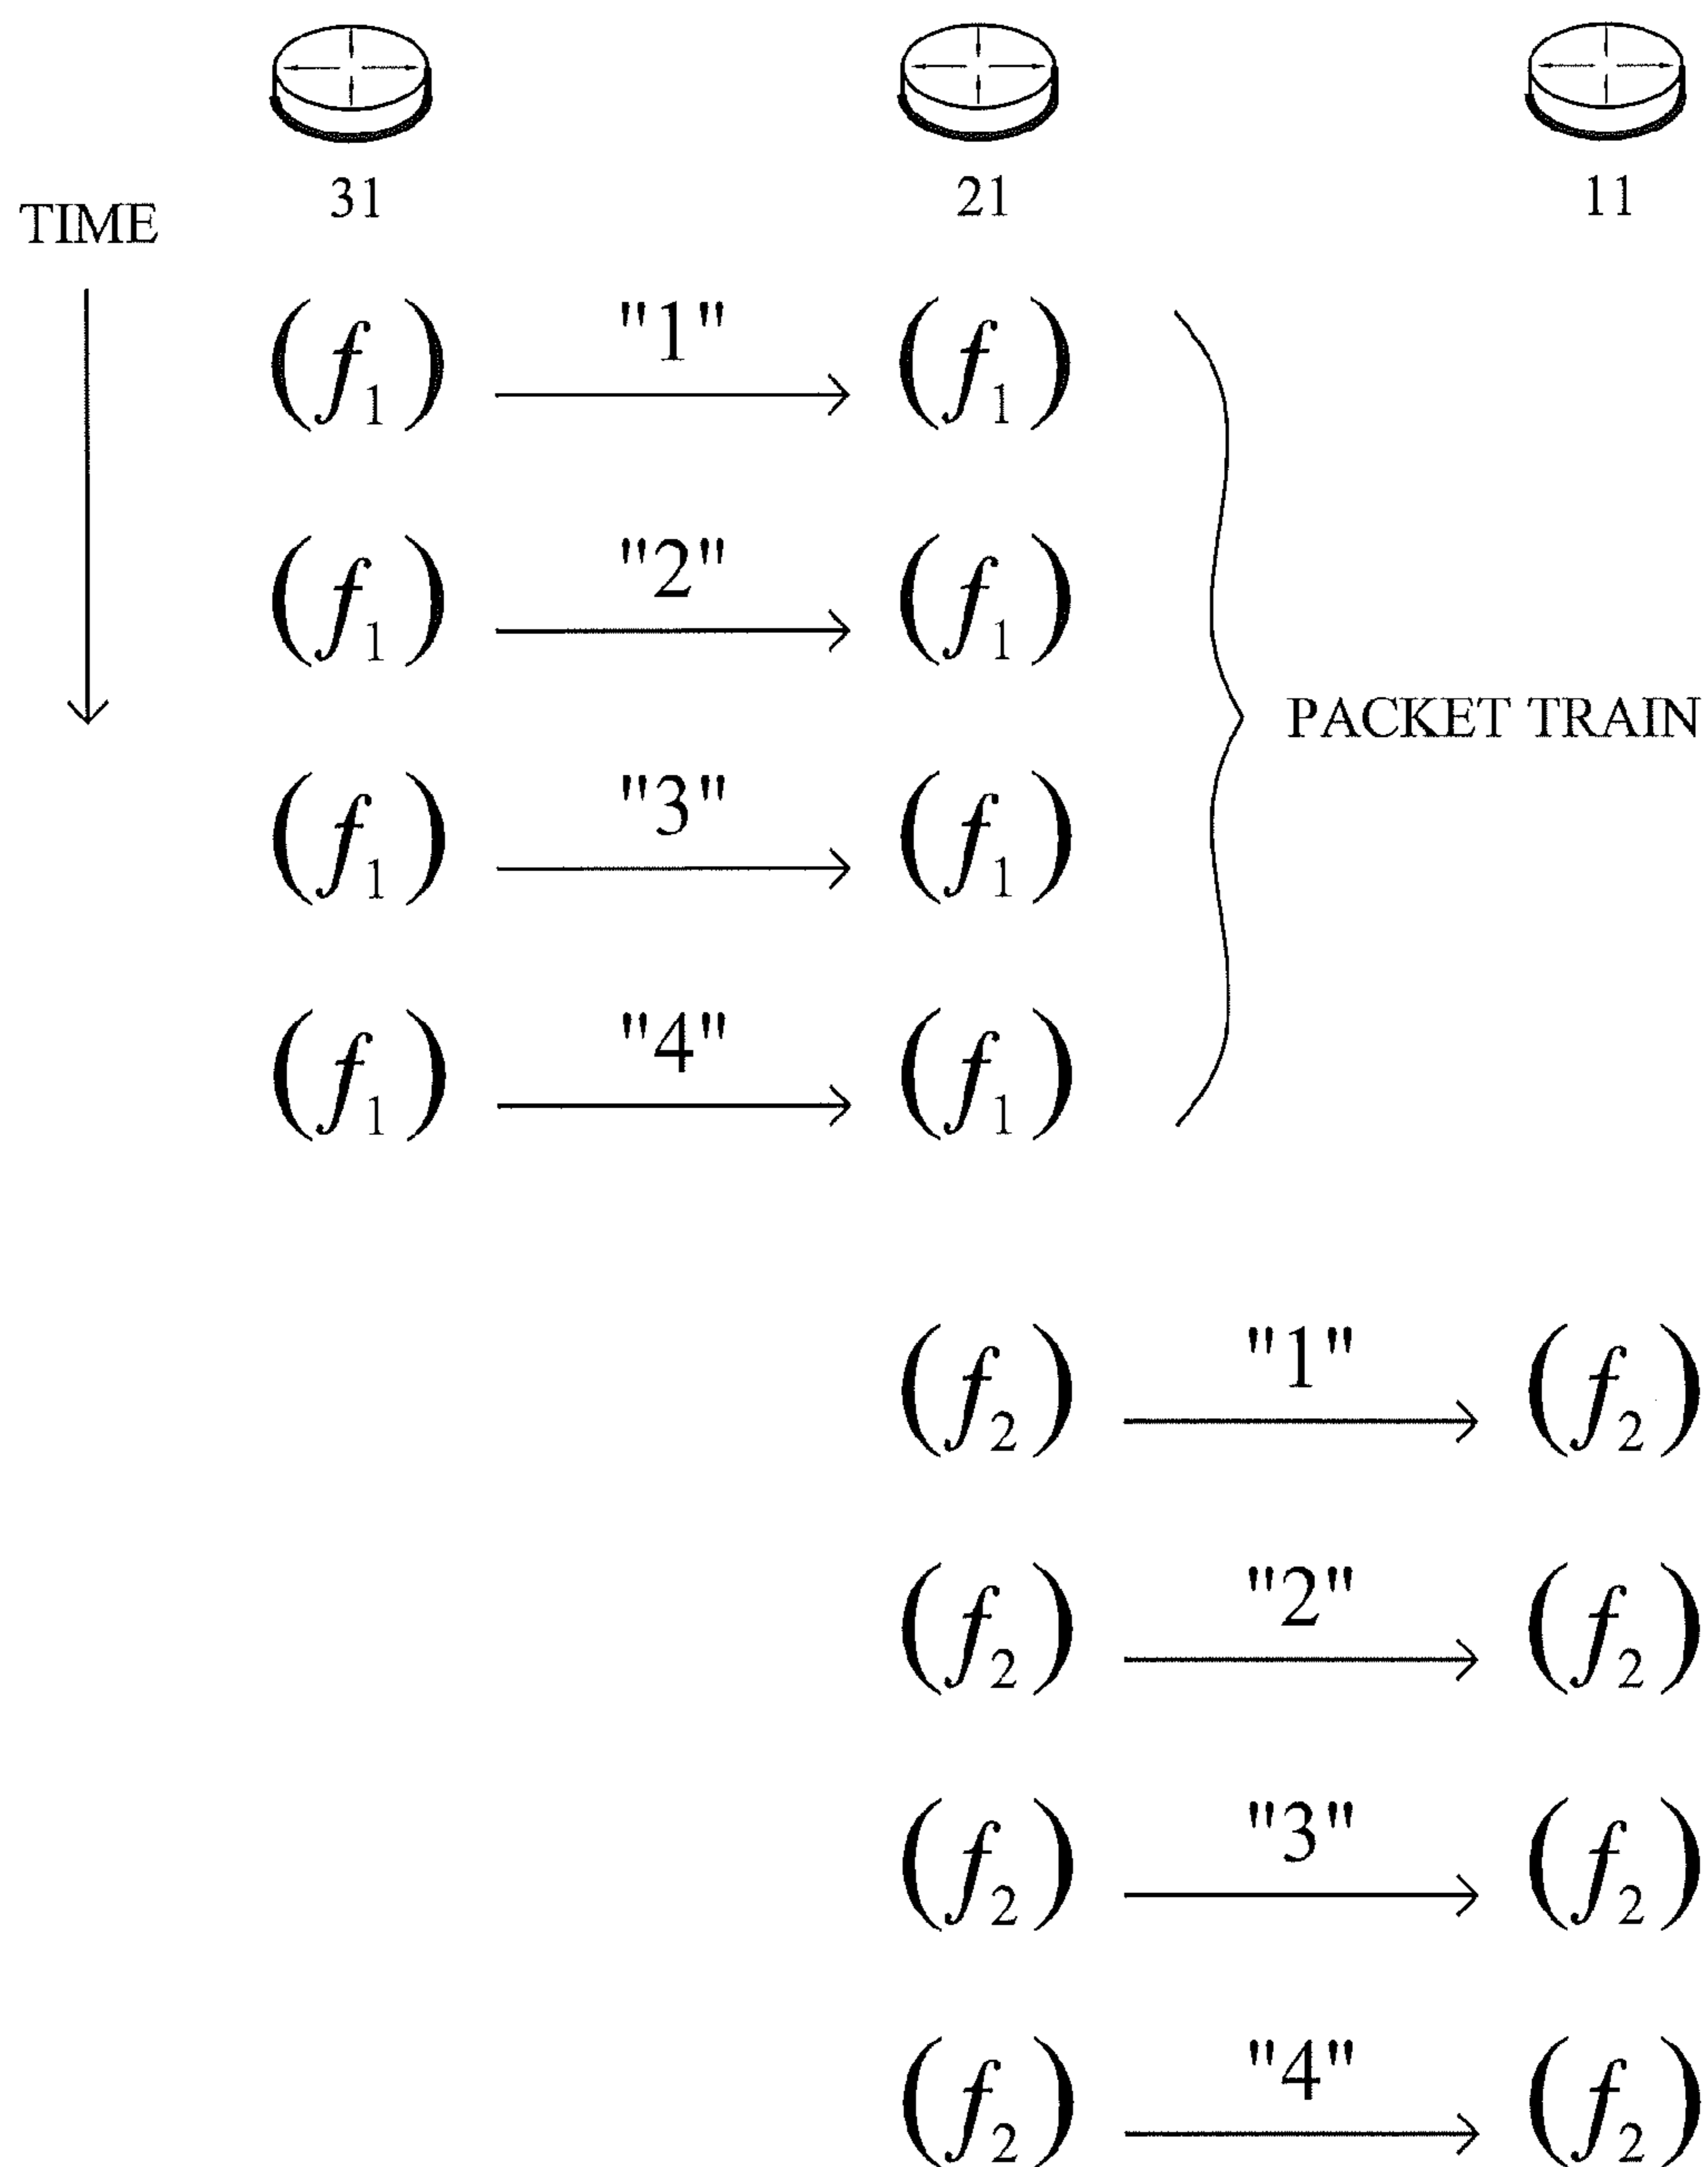 31 21 11
TIME
(f₁) "1" (f₁)
(f₁) "2" (f₁)
PACKET TRAIN
(f₁) "3" (f₁)
(f₁) "4" (f₁)
(f₂) "1" (f₂)
(f₂) "2" (f₂)
(f₂) "3" (f₂)
(f₂) "4" (f₂)